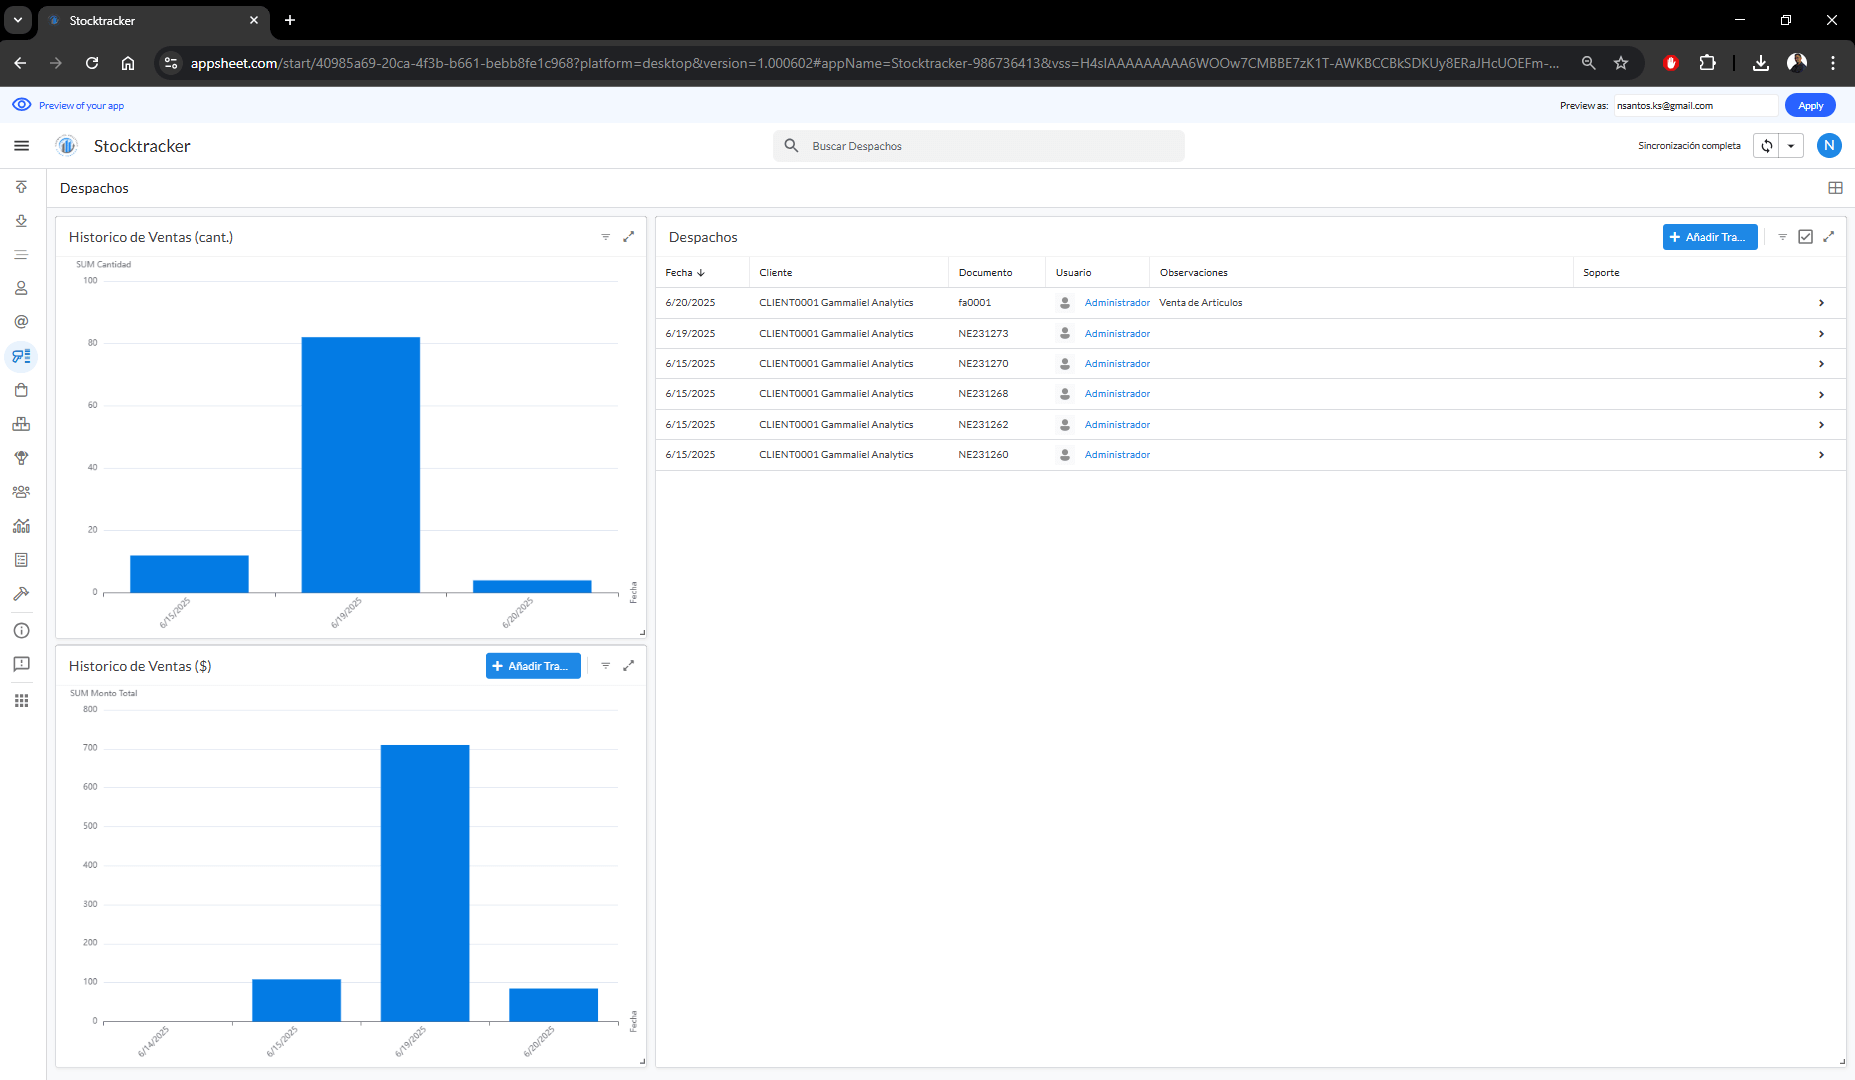 Stocktracker
appsheet.com/start/40985a69-20ca-4f3b-b661-bebb8fe1c968?platform=desktop&version=1.000602#appName=Stocktracker-986736413&vss=H4sIAAAAAAAAA6WOOw7CMBBE7zK1T-AWKBCCBkSDKUy8ERaJHcUOEFm-...
Preview of your app
Preview as:
nsantos.ks@gmail.com
Apply
Stocktracker
Buscar Despachos
Sincronización completa
N
Despachos
Historico de Ventas (cant.)
SUM Cantidad
100
80
60
40
20
0
6/15/2025
6/19/2025
6/20/2025
Fecha
Historico de Ventas ($)
Añadir Tra...
SUM Monto Total
800
700
600
500
400
300
200
100
0
6/14/2025
6/15/2025
6/19/2025
6/20/2025
Fecha
Despachos
Añadir Tra...
Fecha Cliente Documento Usuario Observaciones Soporte
6/20/2025 CLIENT0001 Gammaliel Analytics fa0001 Administrador Venta de Articulos
6/19/2025 CLIENT0001 Gammaliel Analytics NE231273 Administrador
6/15/2025 CLIENT0001 Gammaliel Analytics NE231270 Administrador
6/15/2025 CLIENT0001 Gammaliel Analytics NE231268 Administrador
6/15/2025 CLIENT0001 Gammaliel Analytics NE231262 Administrador
6/15/2025 CLIENT0001 Gammaliel Analytics NE231260 Administrador